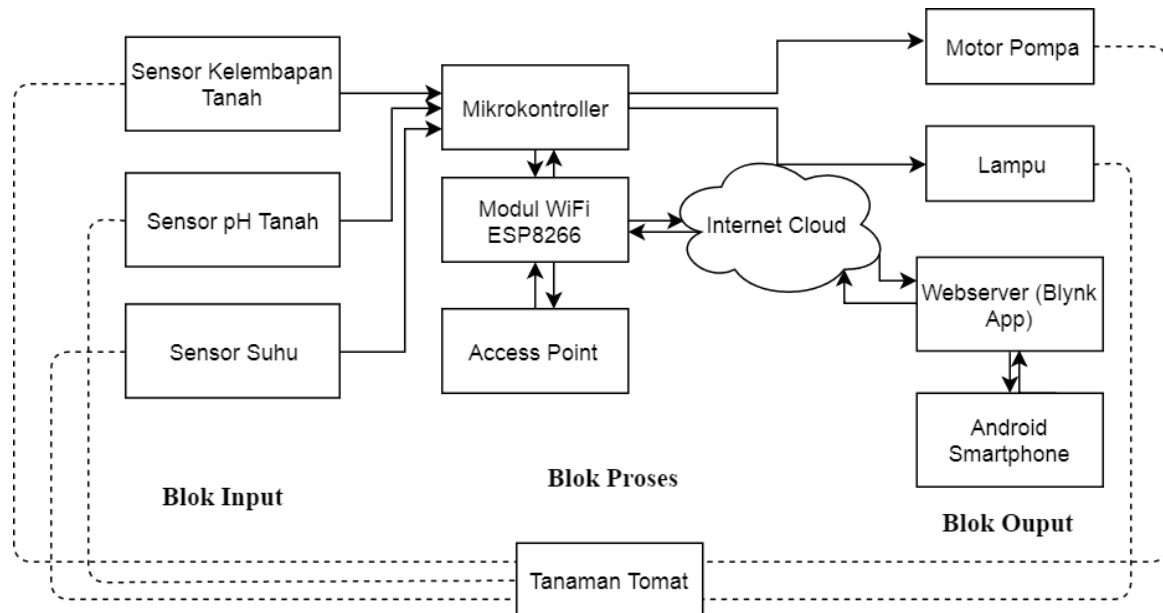 Sensor Kelembapan
Tanah
Sensor pH Tanah
Sensor Suhu
Blok Input
Mikrokontroller
Modul WiFi
ESP8266
Access Point
Blok Proses
Internet Cloud
Motor Pompa
Lampu
Webserver (Blynk
App)
Android
Smartphone
Blok Ouput
Tanaman Tomat